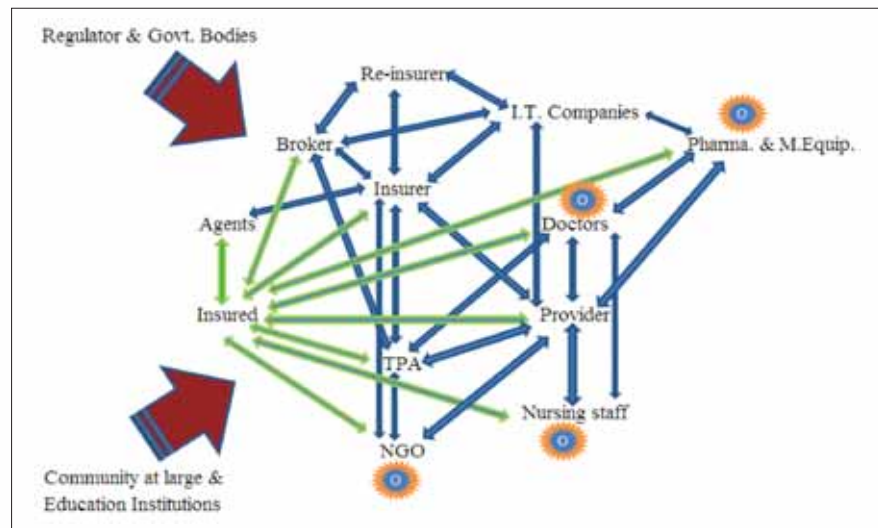 Regulator & Govt. Bodies
Re-insurer
I.T. Companies
O
Broker
Pharma. & M.Equip.
Insurer
O
Agents
Doctors
Insured
Provider
TPA
Nursing staff
O
NGO
O
Community at large &
Education Institutions